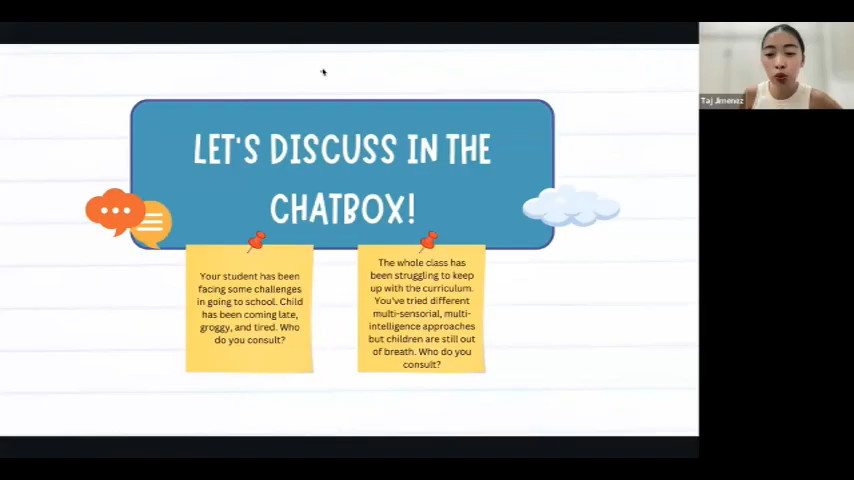 LET'S DISCUSS IN THE
CHATBOX!
Your student has been
facing some challenges
in going to school. Child
has been coming late,
groggy, and tired. Who
do you consult?
The whole class has
been struggling to keep
up with the curriculum.
You've tried different
multi-sensorial, multi-
intelligence approaches
but children are still out
of breath. Who do you
consult?
Taj Jimenez